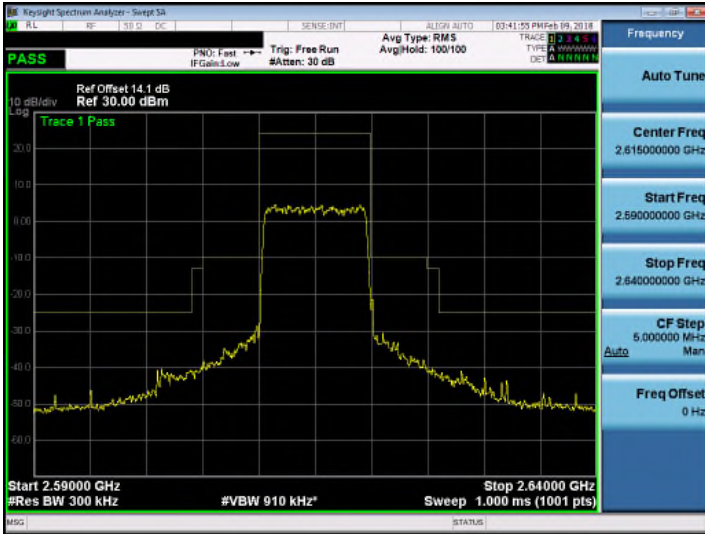 Keysight Spectrum Analyzer - Swept SA
RL RF 50 Ω DC SENSE:INT ALIGN AUTO 03:41:55 PM Feb 09, 2018
PASS
PNO: Fast
IFGain:Low
Trig: Free Run
#Atten: 30 dB
Avg Type: RMS
Avg|Hold: 100/100
TRACE 1 2 3 4 5 6
TYPE A WWWWW
DET A N N N N N
Ref Offset 14.1 dB
10 dB/div Ref 30.00 dBm
Log
Trace 1 Pass
20.0
10.0
0.00
-10.0
-20.0
-30.0
-40.0
-50.0
-60.0
Start 2.59000 GHz Stop 2.64000 GHz
#Res BW 300 kHz #VBW 910 kHz* Sweep 1.000 ms (1001 pts)
MSG STATUS
Frequency
Auto Tune
Center Freq
2.615000000 GHz
Start Freq
2.590000000 GHz
Stop Freq
2.640000000 GHz
CF Step
5.000000 MHz
Auto Man
Freq Offset
0 Hz